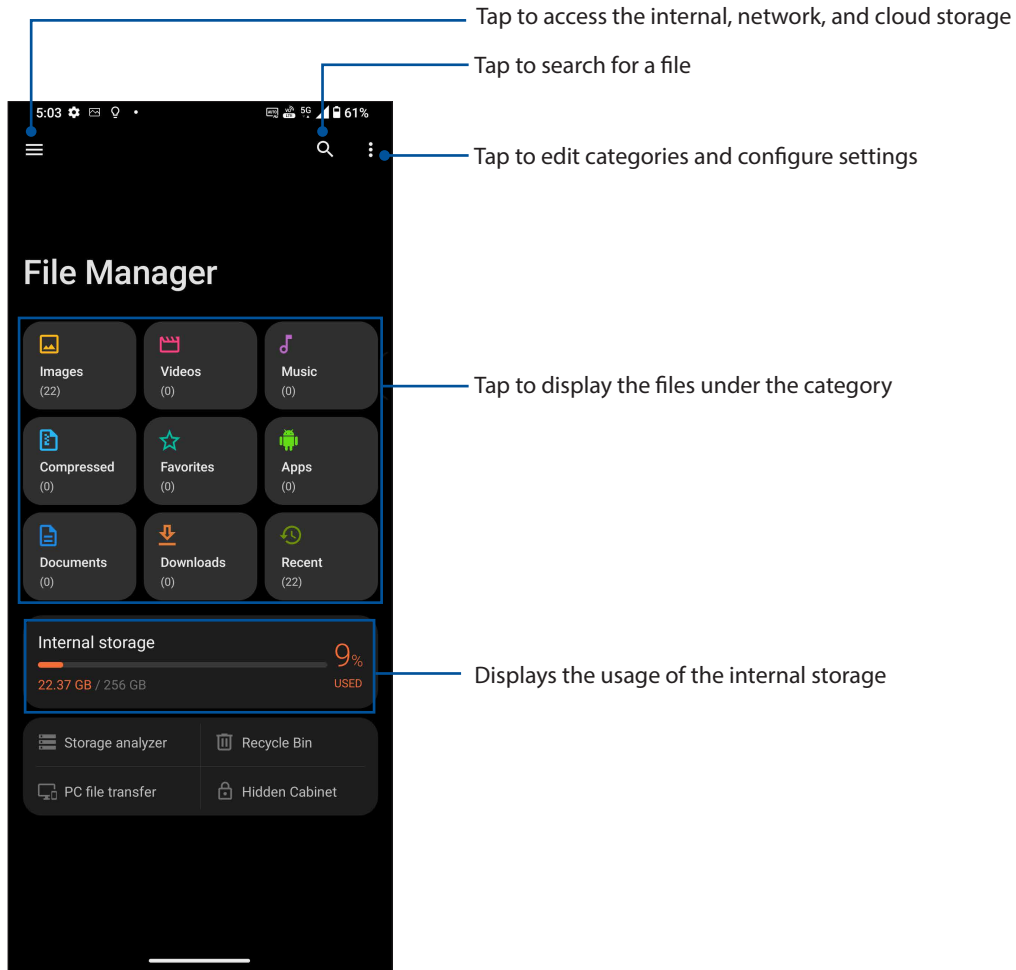 Tap to access the internal, network, and cloud storage
Tap to search for a file
5:03 5G 61%
Tap to edit categories and configure settings
File Manager
Images Videos Music
(22) (0) (0)
Tap to display the files under the category
Compressed Favorites Apps
(0) (0) (0)
Documents Downloads Recent
(0) (0) (22)
Internal storage
9%
22.37 GB / 256 GB USED
Displays the usage of the internal storage
Storage analyzer Recycle Bin
PC file transfer Hidden Cabinet